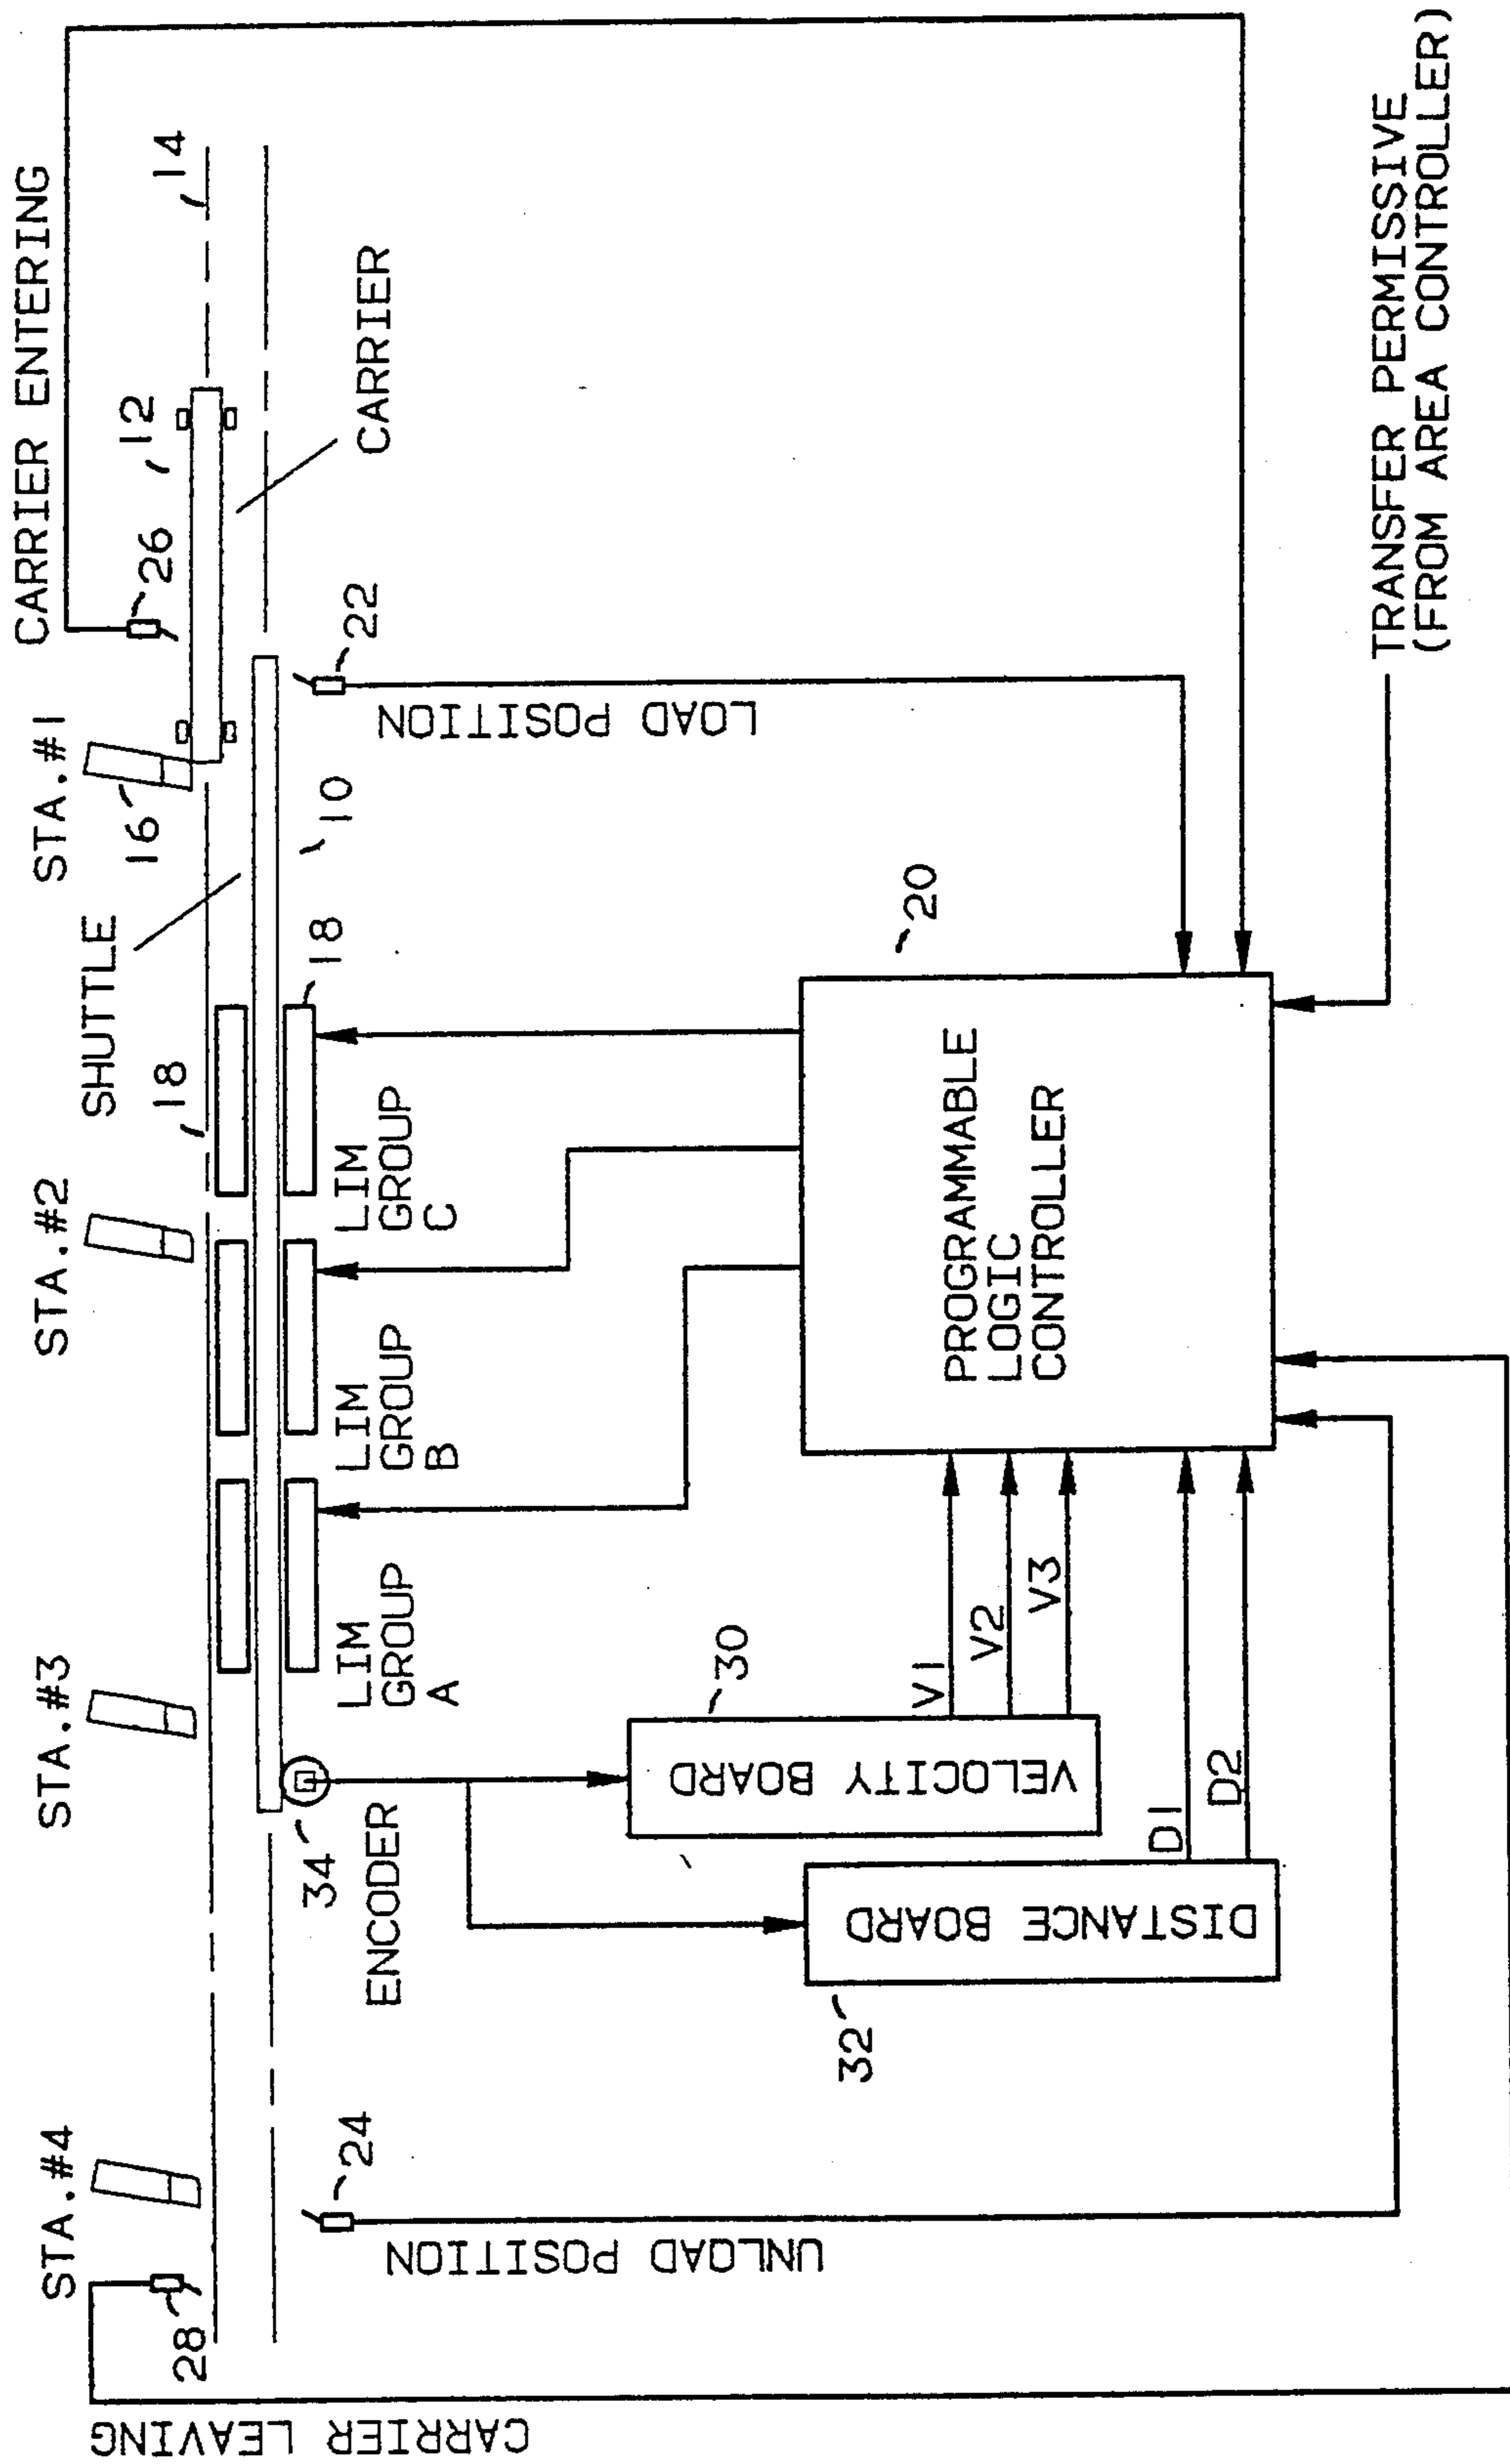 CARRIER LEAVING
28
STA.#4
24
UNLOAD POSITION
STA.#3
34
ENCODER
STA.#2
18
SHUTTLE
STA.#1
16
10
18
CARRIER ENTERING
26
12
14
CARRIER
22
LOAD POSITION
LIM
GROUP
A
LIM
GROUP
B
LIM
GROUP
C
VELOCITY BOARD
30
DISTANCE BOARD
32
V1
V2
V3
D1
D2
PROGRAMMABLE
LOGIC
CONTROLLER
20
TRANSFER PERMISSIVE
(FROM AREA CONTROLLER)